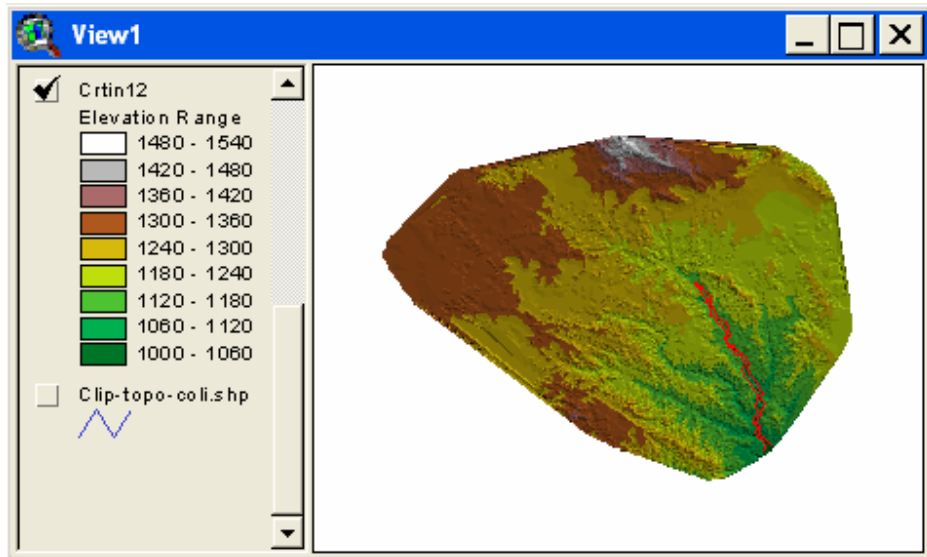 View1
Crtin12
Elevation Range
1480 - 1540
1420 - 1480
1360 - 1420
1300 - 1360
1240 - 1300
1180 - 1240
1120 - 1180
1060 - 1120
1000 - 1060
Clip-topo-coli.shp